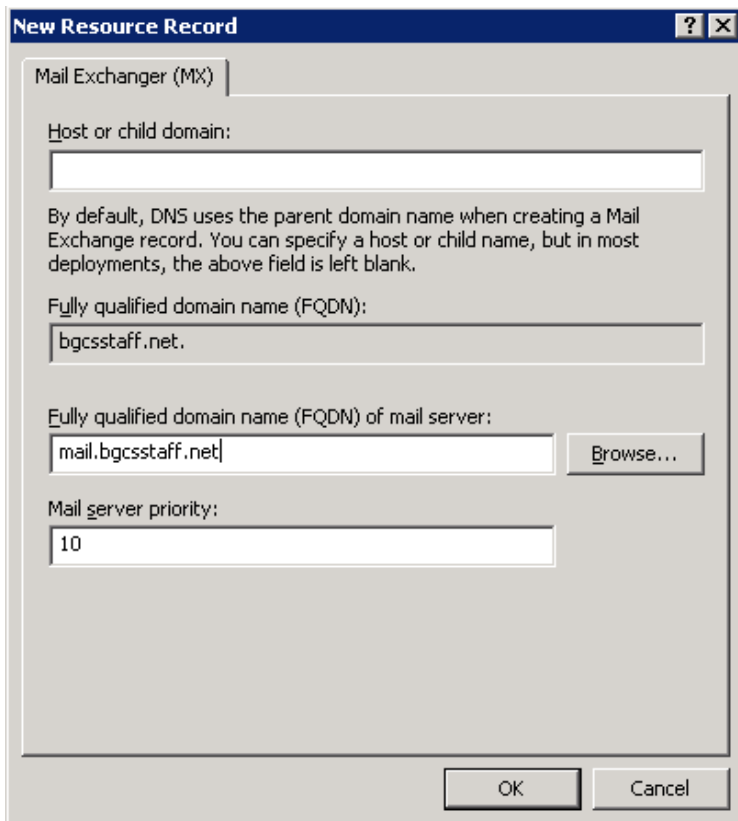 New Resource Record
Mail Exchanger (MX)
Host or child domain:
By default, DNS uses the parent domain name when creating a Mail
Exchange record. You can specify a host or child name, but in most
deployments, the above field is left blank.
Fully qualified domain name (FQDN):
bgcsstaff.net.
Fully qualified domain name (FQDN) of mail server:
mail.bgcsstaff.net
Browse...
Mail server priority:
10
OK
Cancel